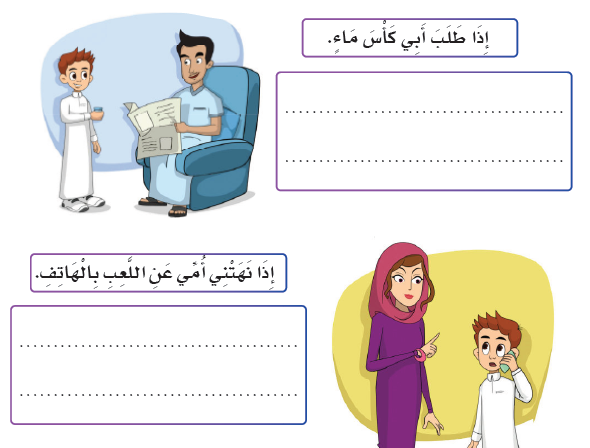 إِذَا طَلَبَ أَبِي كَأْسَ مَاءٍ.
إِذَا نَهَتْنِي أُمِّي عَنِ اللَّعِبِ بِالْهَاتِفِ.